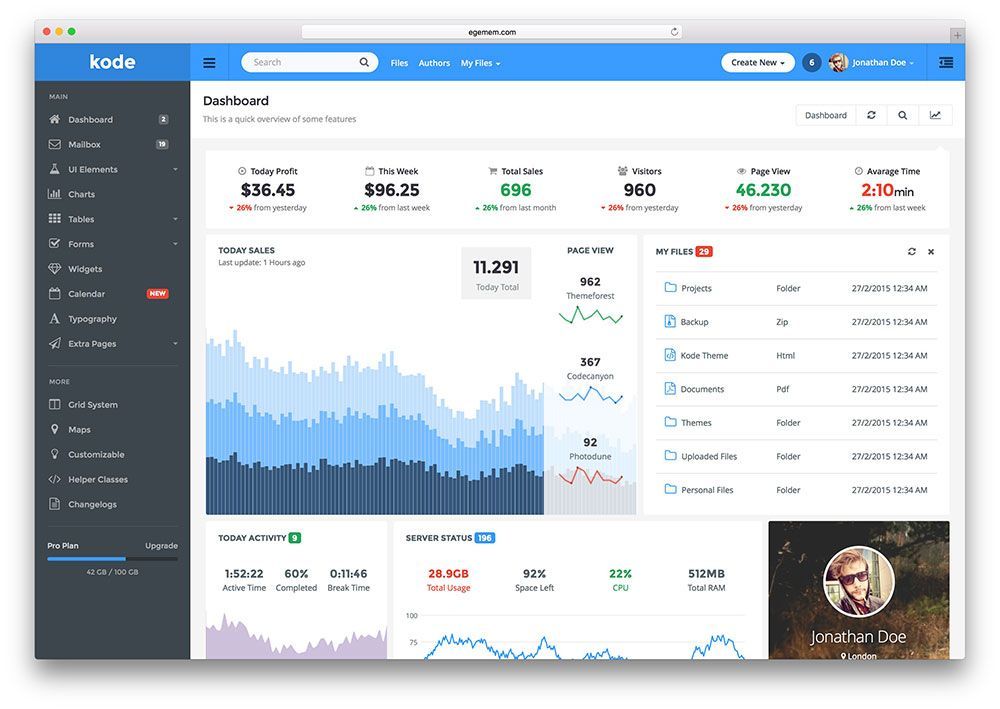 egemem.com
kode
Search
Files Authors My Files
Create New 6 Jonathan Doe
MAIN
Dashboard 2
Mailbox 19
UI Elements
Charts
Tables
Forms
Widgets
Calendar NEW
Typography
Extra Pages
MORE
Grid System
Maps
Customizable
Helper Classes
Changelogs
Pro Plan Upgrade
42 GB / 100 GB
Dashboard
This is a quick overview of some features
Dashboard
Today Profit
$36.45
26% from yesterday
This Week
$96.25
26% from last week
Total Sales
696
26% from last month
Visitors
960
26% from yesterday
Page View
46.230
26% from yesterday
Avarage Time
2:10min
26% from last week
TODAY SALES
Last update: 1 Hours ago
11.291
Today Total
PAGE VIEW
962
Themeforest
367
Codecanyon
92
Photodune
MY FILES 29
Projects Folder 27/2/2015 12:34 AM
Backup Zip 27/2/2015 12:34 AM
Kode Theme Html 27/2/2015 12:34 AM
Documents Pdf 27/2/2015 12:34 AM
Themes Folder 27/2/2015 12:34 AM
Uploaded Files Folder 27/2/2015 12:34 AM
Personal Files Folder 27/2/2015 12:34 AM
TODAY ACTIVITY 9
1:52:22 60% 0:11:46
Active Time Completed Break Time
SERVER STATUS 196
28.9GB 92% 22% 512MB
Total Usage Space Left CPU Total RAM
100
75
Jonathan Doe
London